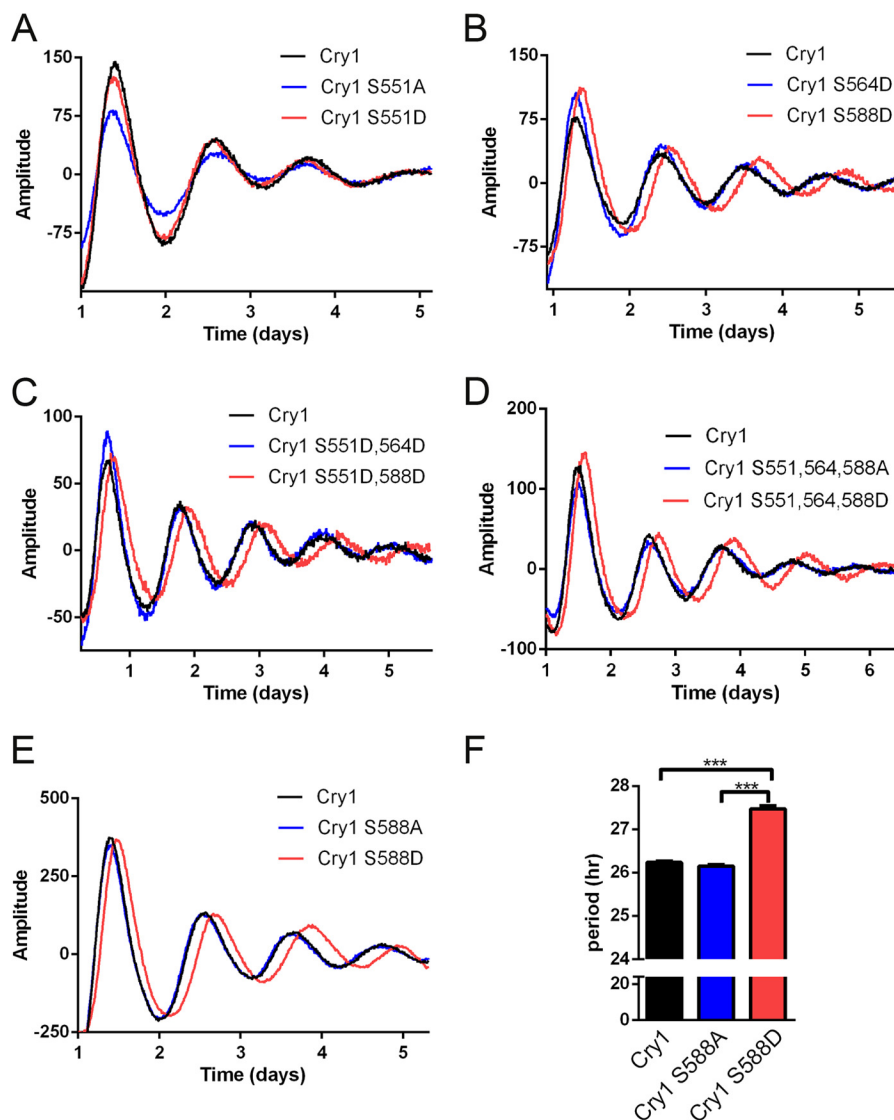 A
150
75
0
-75
Amplitude
1
2
3
4
5
Time (days)
Cry1
Cry1 S551A
Cry1 S551D
B
150
75
0
-75
Amplitude
1
2
3
4
5
Time (days)
Cry1
Cry1 S564D
Cry1 S588D
C
100
50
0
-50
Amplitude
1
2
3
4
5
Time (days)
Cry1
Cry1 S551D,564D
Cry1 S551D,588D
D
200
100
0
-100
Amplitude
1
2
3
4
5
6
Time (days)
Cry1
Cry1 S551,564,588A
Cry1 S551,564,588D
E
500
250
0
-250
Amplitude
1
2
3
4
5
Time (days)
Cry1
Cry1 S588A
Cry1 S588D
F
***
***
28
27
26
25
24
20
0
period (hr)
Cry1
Cry1 S588A
Cry1 S588D